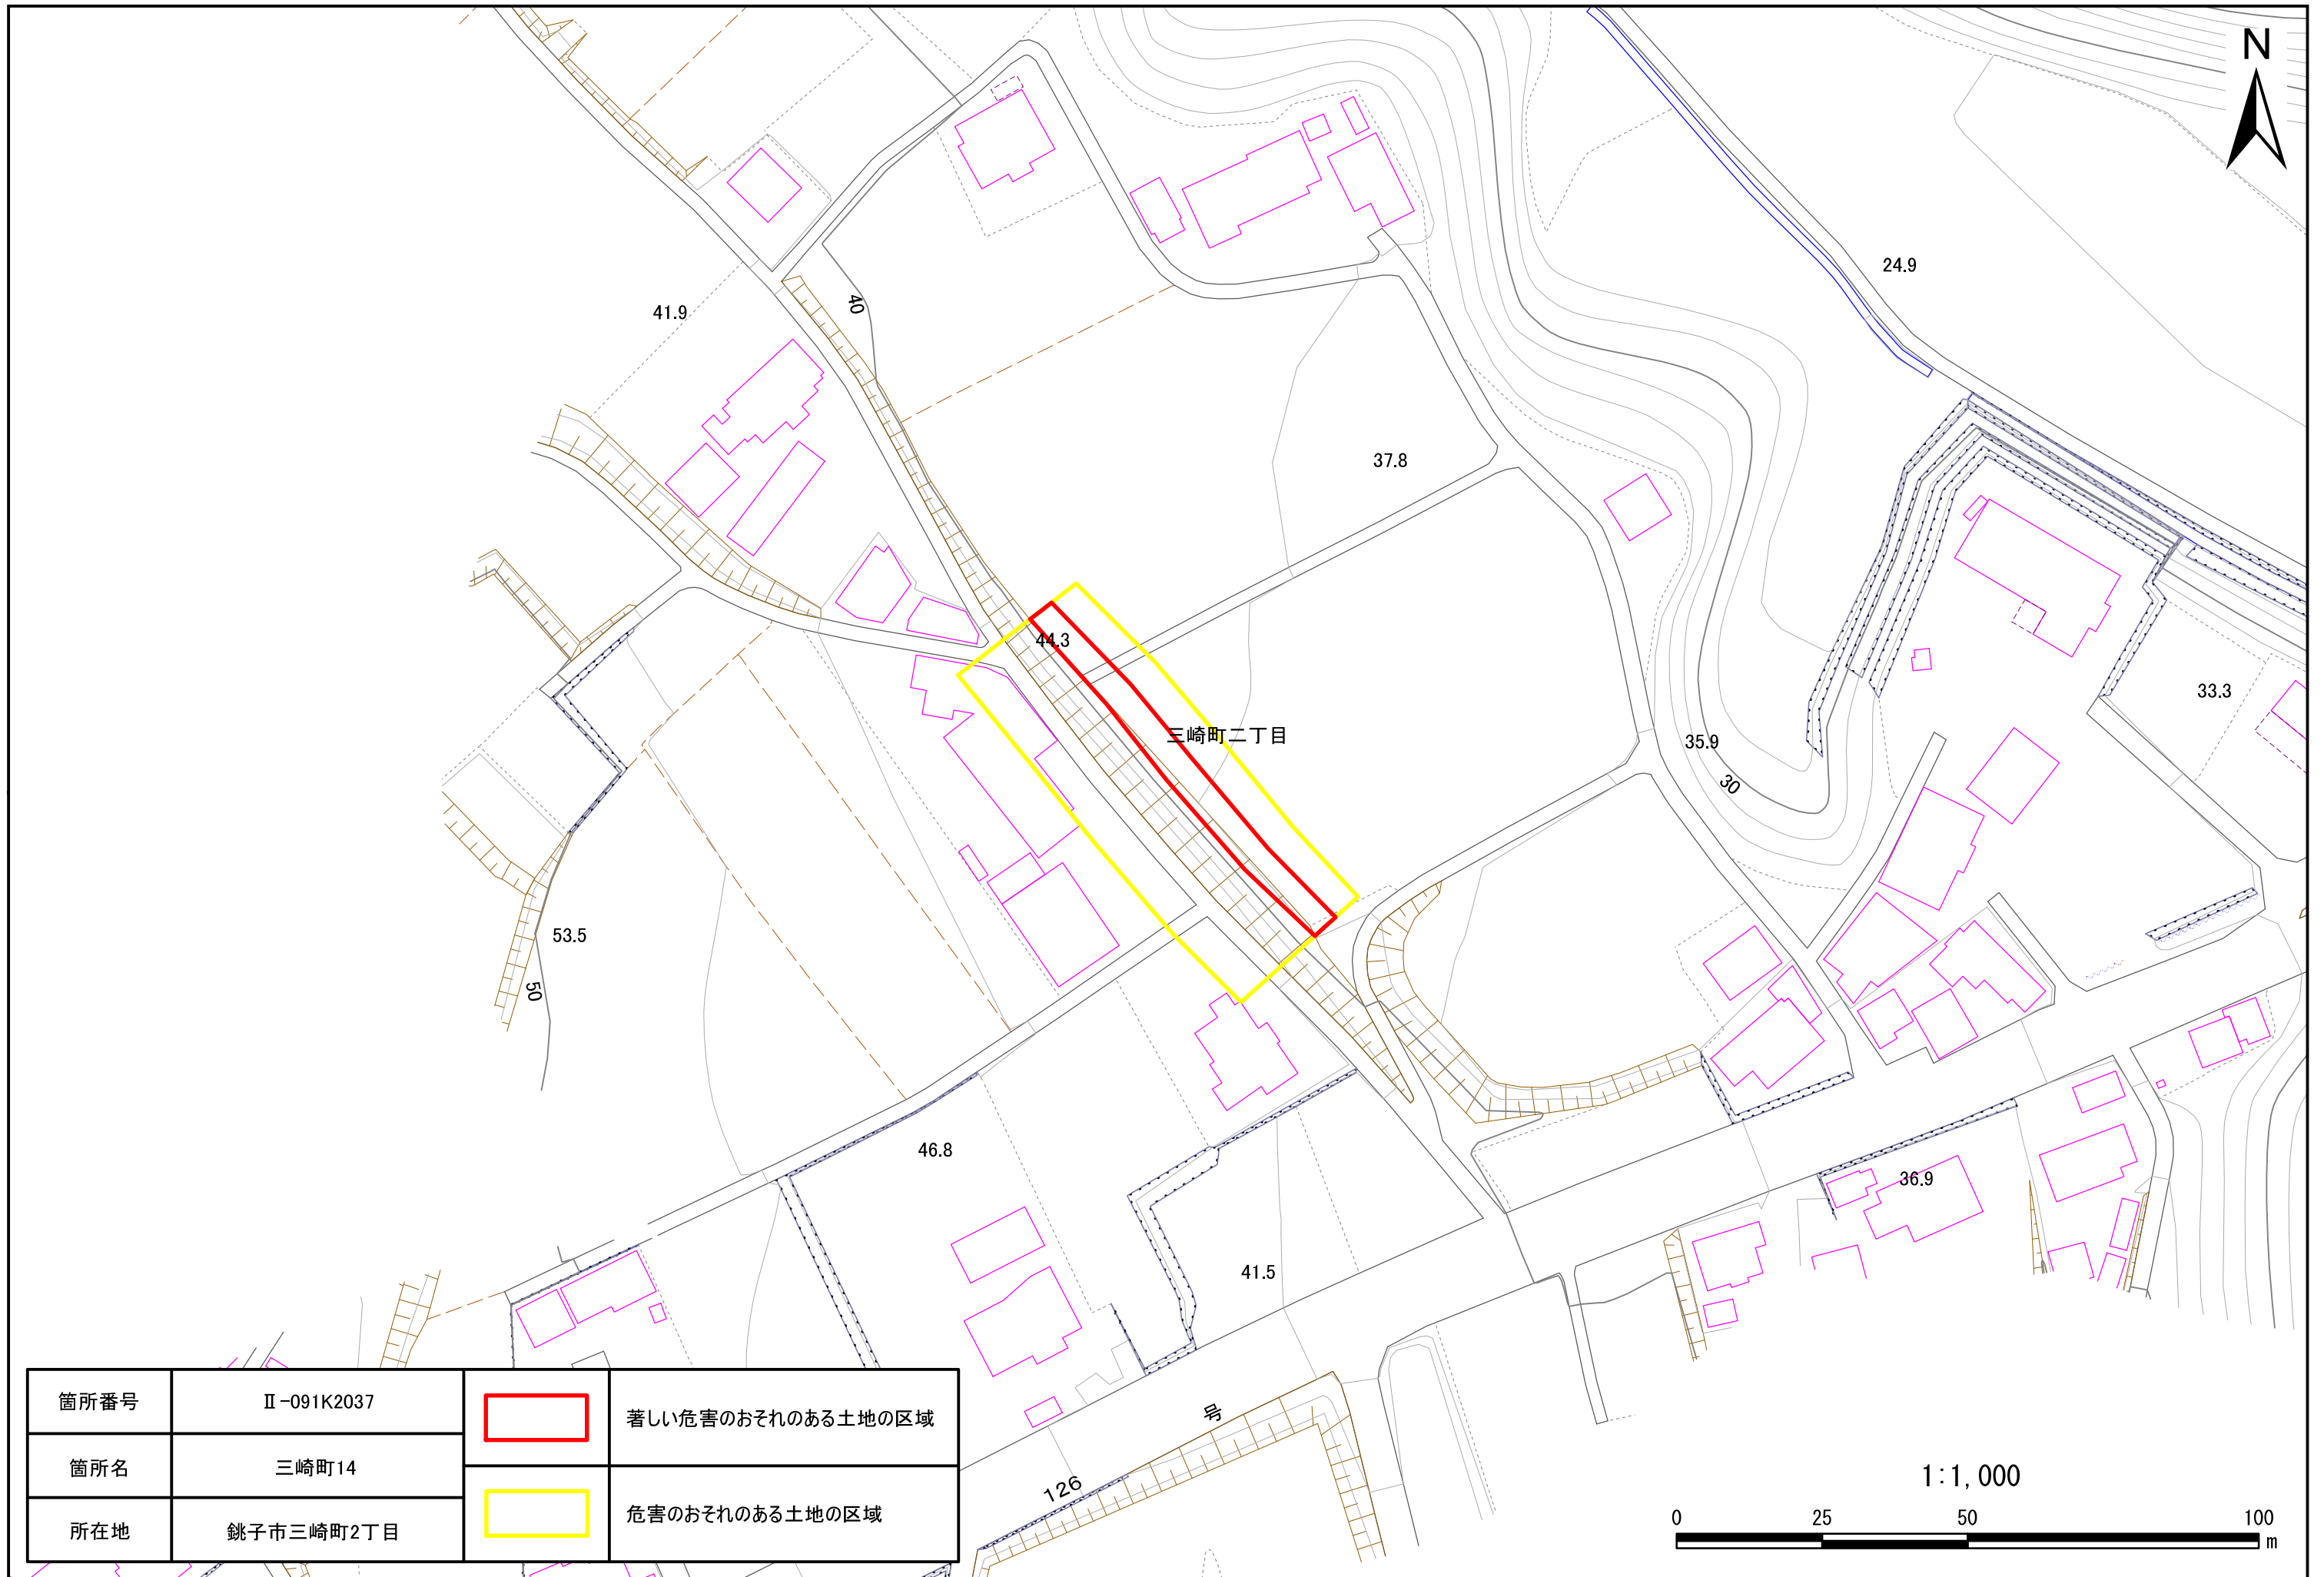 N
24.9
41.9
40
37.8
44.3
33.3
三崎町二丁目
35.9
30
53.5
50
46.8
36.9
41.5
号
126
箇所番号 Ⅱ-091K2037
箇所名 三崎町14
所在地 銚子市三崎町2丁目
著しい危害のおそれのある土地の区域
危害のおそれのある土地の区域
1:1,000
0 25 50 100
m